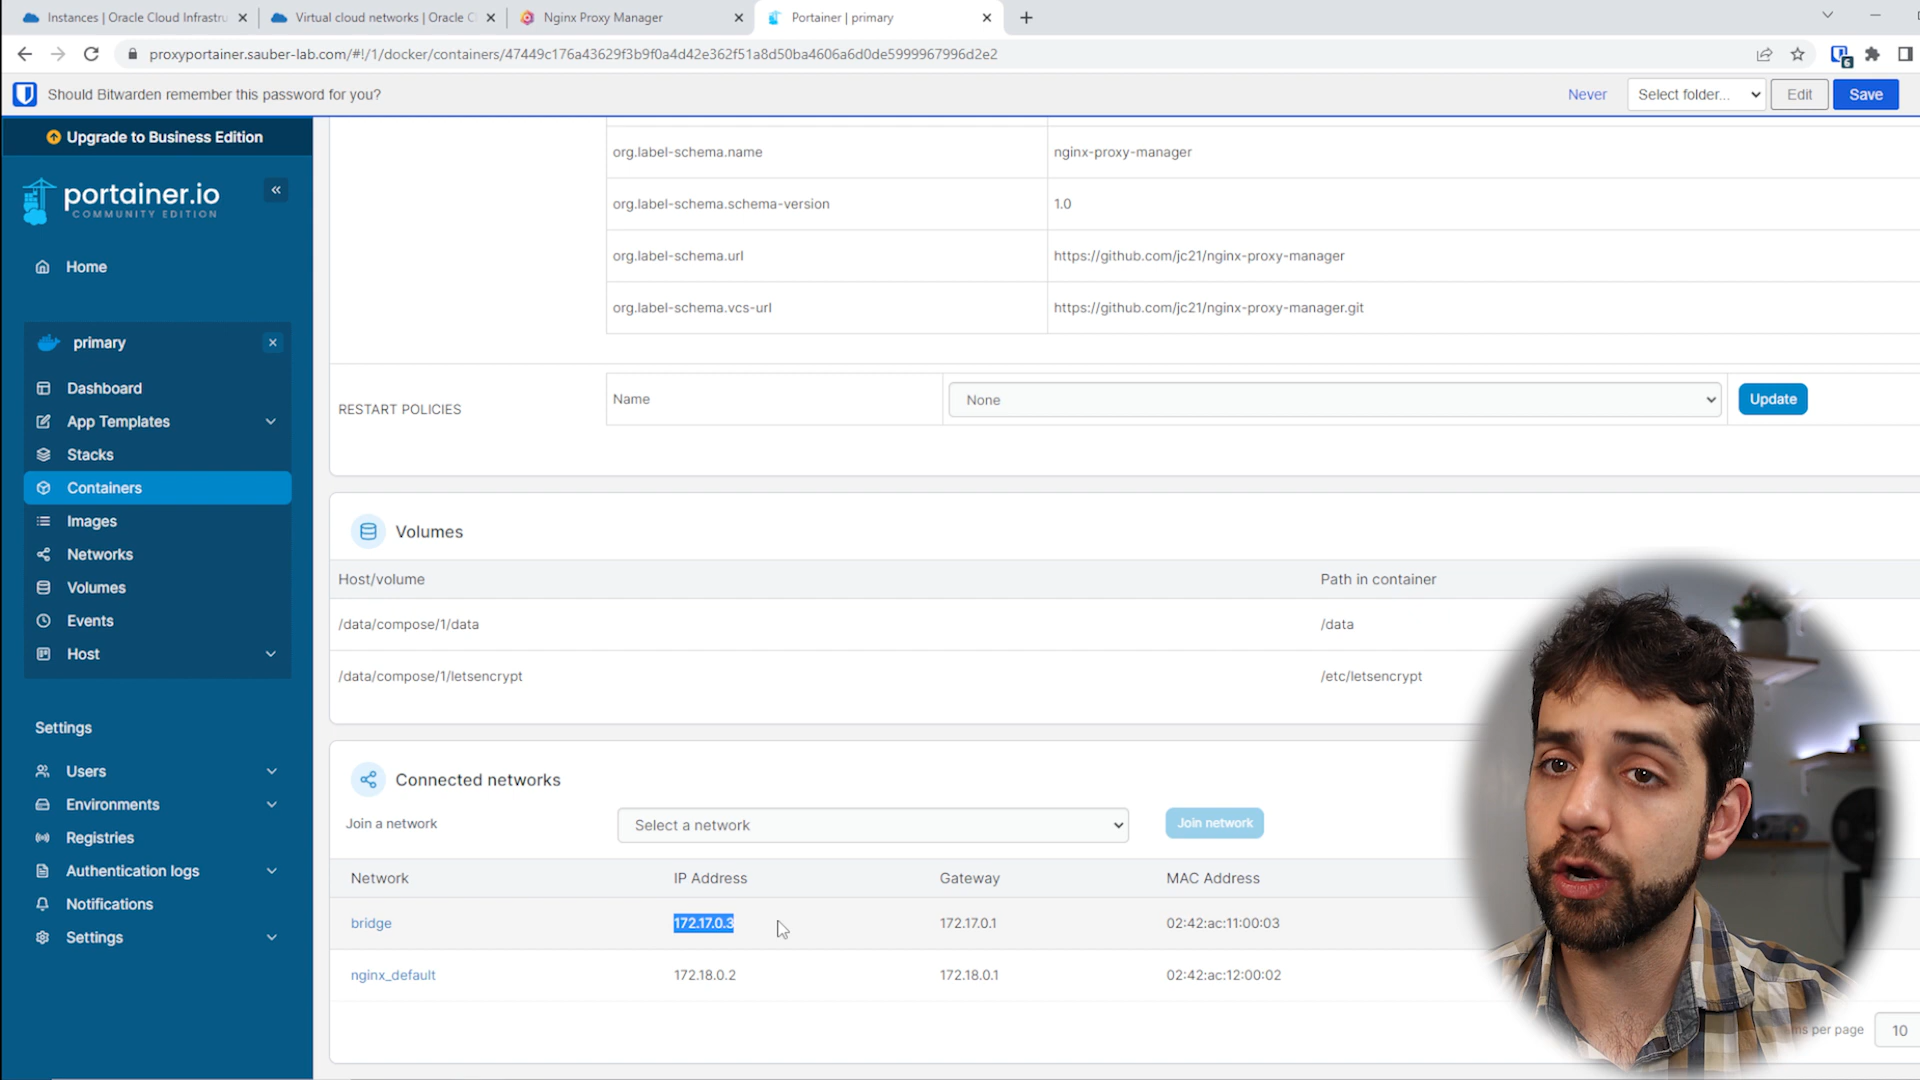 Instances | Oracle Cloud Infrastru
Virtual cloud networks | Oracle C
Nginx Proxy Manager
Portainer | primary
proxyportainer.sauber-lab.com/#!/1/docker/containers/47449c176a43629f3b9f0a4d42e362f51a8d50ba4606a6d0de5999967996d2e2
6
Should Bitwarden remember this password for you?
Never
Select folder...
Edit
Save
Upgrade to Business Edition
portainer.io
COMMUNITY EDITION
Home
primary
Dashboard
App Templates
Stacks
Containers
Images
Networks
Volumes
Events
Host
Settings
Users
Environments
Registries
Authentication logs
Notifications
Settings
org.label-schema.name nginx-proxy-manager
org.label-schema.schema-version 1.0
org.label-schema.url https://github.com/jc21/nginx-proxy-manager
org.label-schema.vcs-url https://github.com/jc21/nginx-proxy-manager.git
RESTART POLICIES Name None Update
Volumes
Host/volume Path in container
/data/compose/1/data /data
/data/compose/1/letsencrypt /etc/letsencrypt
Connected networks
Join a network Select a network Join network
Network IP Address Gateway MAC Address
bridge 172.17.0.3 172.17.0.1 02:42:ac:11:00:03
nginx_default 172.18.0.2 172.18.0.1 02:42:ac:12:00:02
per page 10